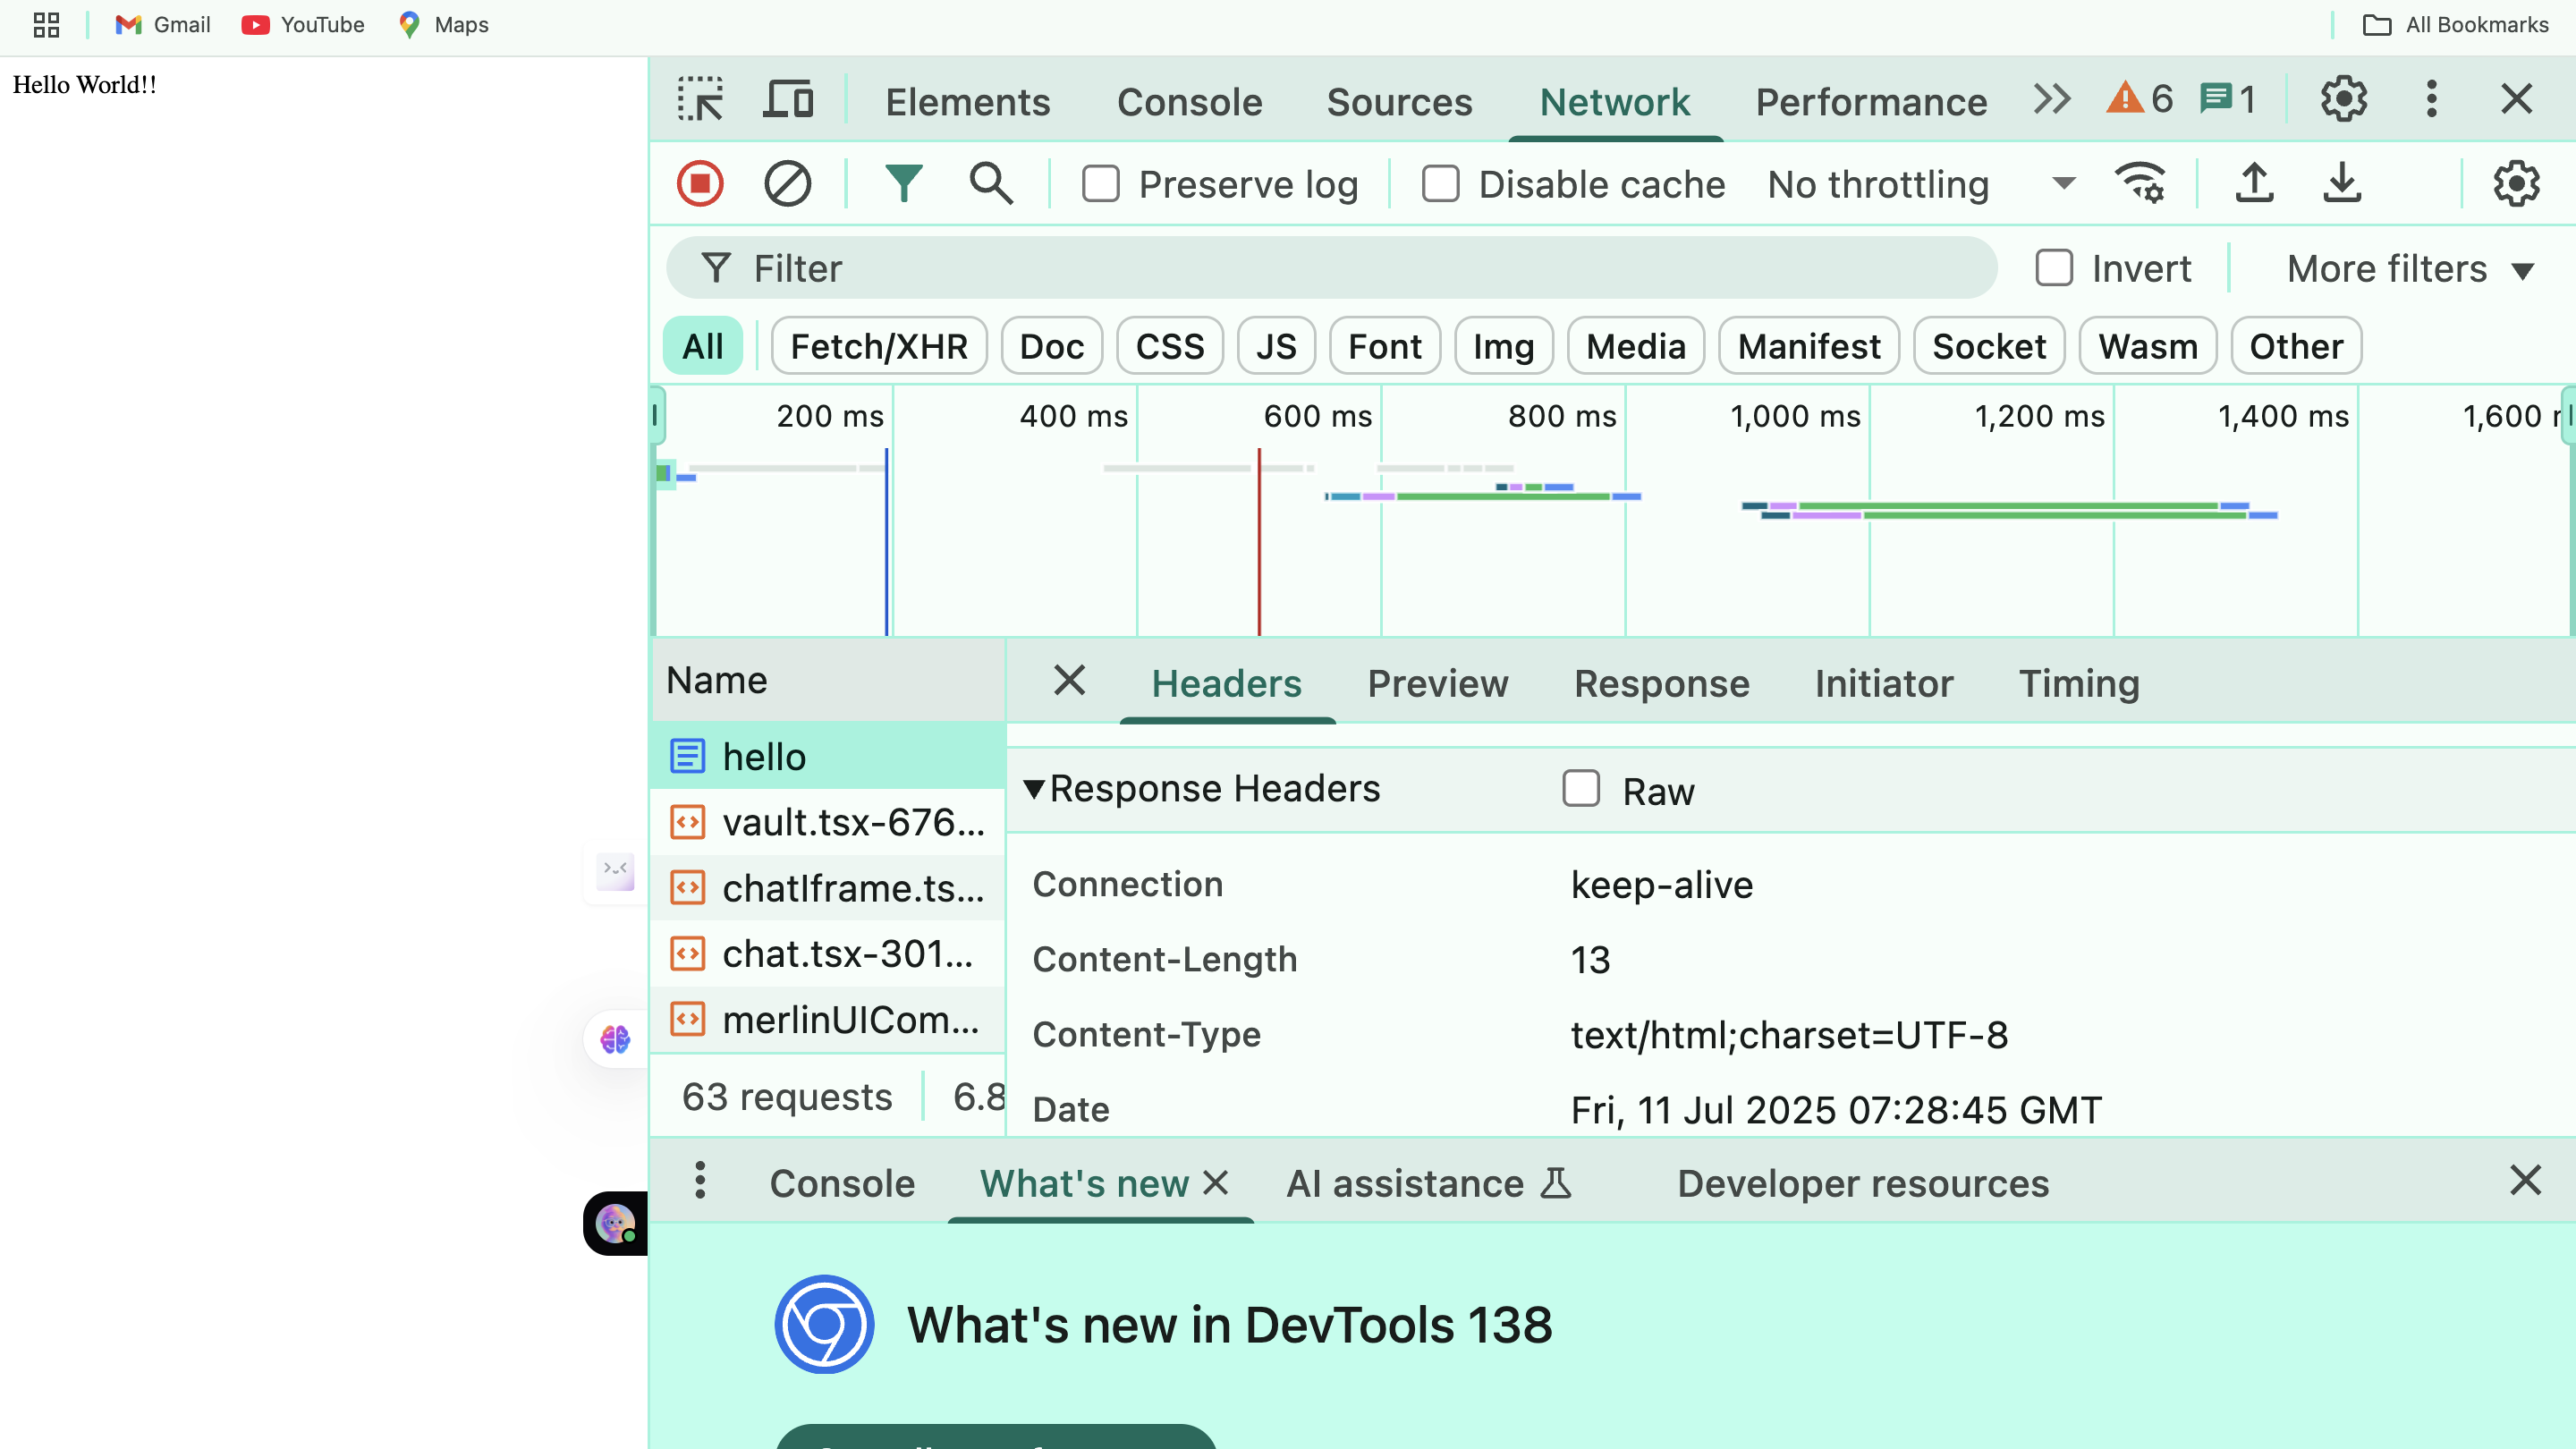 Gmail YouTube Maps All Bookmarks
Hello World!!
Elements Console Sources Network Performance 6 1
Preserve log Disable cache No throttling
Filter Invert More filters
All Fetch/XHR Doc CSS JS Font Img Media Manifest Socket Wasm Other
200 ms 400 ms 600 ms 800 ms 1,000 ms 1,200 ms 1,400 ms 1,600
Name Headers Preview Response Initiator Timing
hello
Response Headers Raw
vault.tsx-676...
chatIframe.ts...
chat.tsx-301...
merlinUICom...
Connection keep-alive
Content-Length 13
Content-Type text/html;charset=UTF-8
Date Fri, 11 Jul 2025 07:28:45 GMT
63 requests 6.8
Console What's new AI assistance Developer resources
What's new in DevTools 138